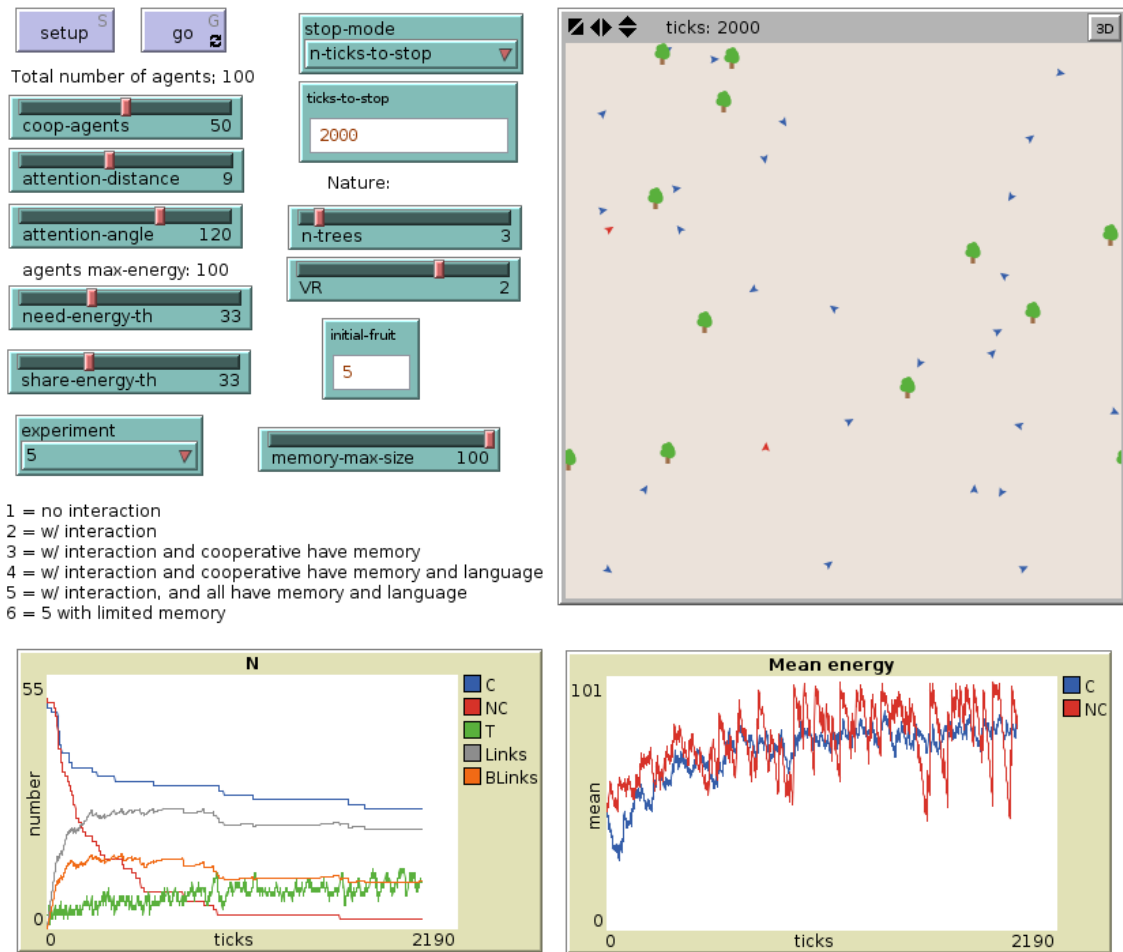 setup S
go G
Total number of agents; 100
coop-agents 50
attention-distance 9
attention-angle 120
agents max-energy: 100
need-energy-th 33
share-energy-th 33
experiment
5
stop-mode
n-ticks-to-stop
ticks-to-stop
2000
Nature:
n-trees 3
VR 2
initial-fruit
5
memory-max-size 100
1 = no interaction
2 = w/ interaction
3 = w/ interaction and cooperative have memory
4 = w/ interaction and cooperative have memory and language
5 = w/ interaction, and all have memory and language
6 = 5 with limited memory
ticks: 2000
3D
N
55
number
0
0
ticks
2190
C
NC
T
Links
BLinks
Mean energy
101
mean
0
0
ticks
2190
C
NC